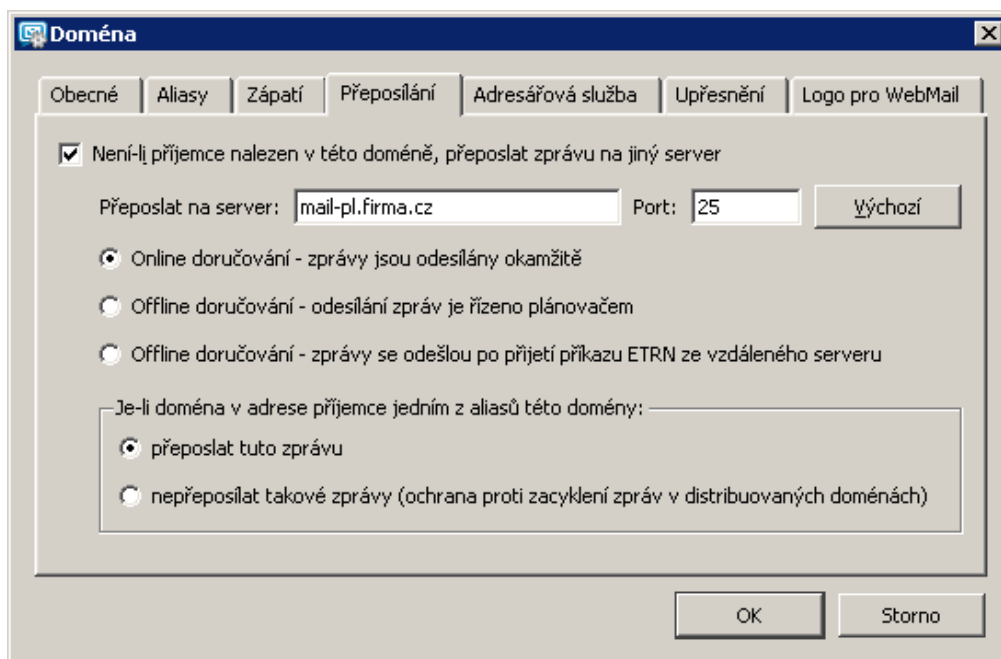 Doména
Obecné Aliasy Zápatí Přeposílání Adresářová služba Upřesnění Logo pro WebMail
Není-li příjemce nalezen v této doméně, přeposlat zprávu na jiný server
Přeposlat na server: mail-pl.firma.cz Port: 25 Výchozí
Online doručování - zprávy jsou odesílány okamžitě
Offline doručování - odesílání zpráv je řízeno plánovačem
Offline doručování - zprávy se odešlou po přijetí příkazu ETRN ze vzdáleného serveru
Je-li doména v adrese příjemce jedním z aliasů této domény:
přeposlat tuto zprávu
nepřeposílat takové zprávy (ochrana proti zacyklení zpráv v distribuovaných doménách)
OK Storno